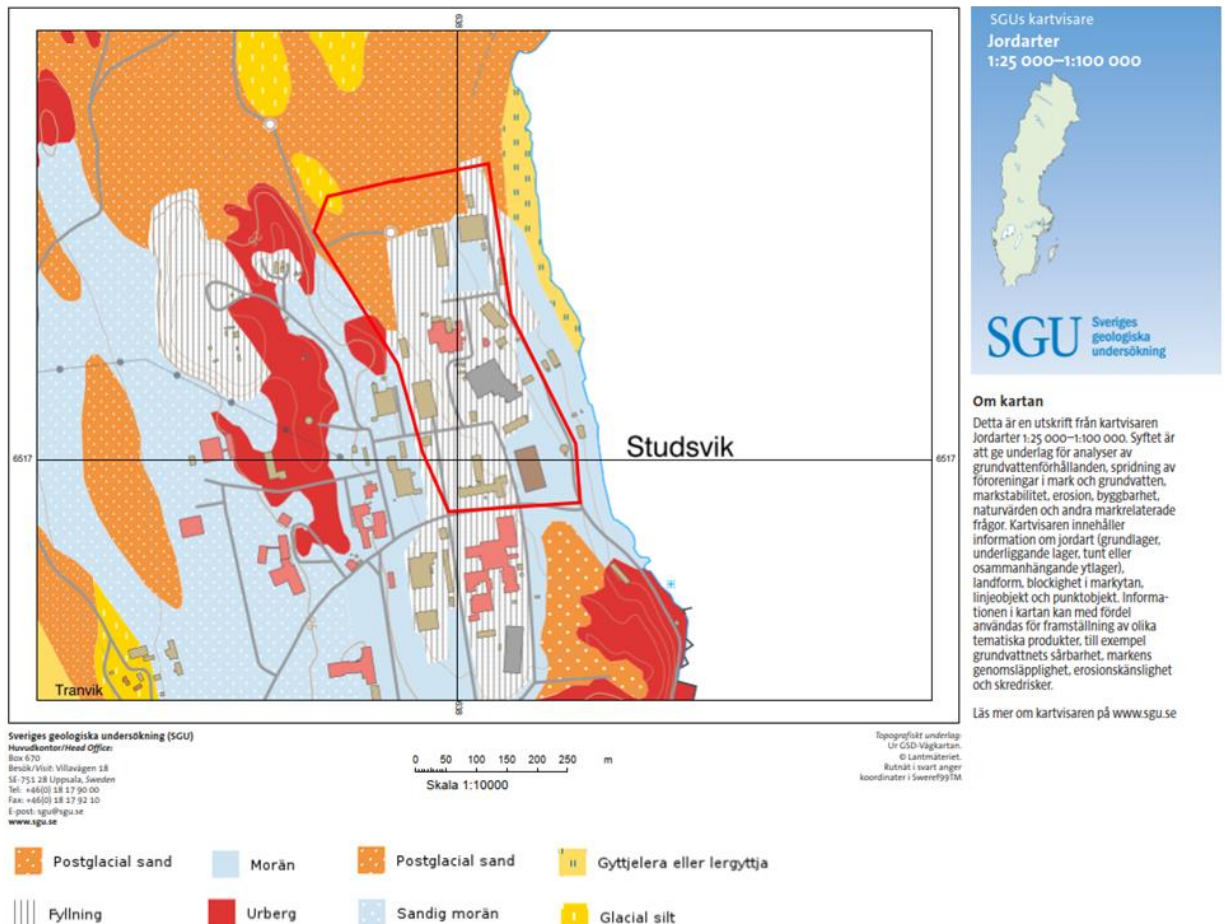 SGUs kartvisare
Jordarter
1:25 000–1:100 000
SGU Sveriges
geologiska
undersökning
Om kartan
Detta är en utskrift från kartvisaren
Jordarter 1:25 000–1:100 000. Syftet är
att ge underlag för analyser av
grundvattenförhållanden, spridning av
föroreningar i mark och grundvatten,
markstabilitet, erosion, byggbarhet,
naturvärden och andra markrelaterade
frågor. Kartvisaren innehåller
information om jordart (grundlager,
underliggande lager, tunt eller
osammanhängande ytlager),
landform, blockighet i markytan,
linjeobjekt och punktobjekt. Informa-
tionen i kartan kan med fördel
användas för framställning av olika
tematiska produkter, till exempel
grundvattnets sårbarhet, markens
genomsläpplighet, erosionskänslighet
och skredrisker.
Läs mer om kartvisaren på www.sgu.se
638
6517
Studsvik
6517
Tranvik
638
Sveriges geologiska undersökning (SGU)
Huvudkontor/Head Office:
Box 670
Besök/Visit: Villavägen 18
SE-751 28 Uppsala, Sweden
Tel: +46(0) 18 17 90 00
Fax: +46(0) 18 17 92 10
E-post: sgu@sgu.se
www.sgu.se
0 50 100 150 200 250 m
Skala 1:10000
Topografiskt underlag:
Ur GSD-Vägkartan.
© Lantmäteriet.
Rutnät i svart anger
koordinater i Sweref99TM.
Postglacial sand
Morän
Postglacial sand
Gyttjelera eller lergyttja
Fyllning
Urberg
Sandig morän
Glacial silt